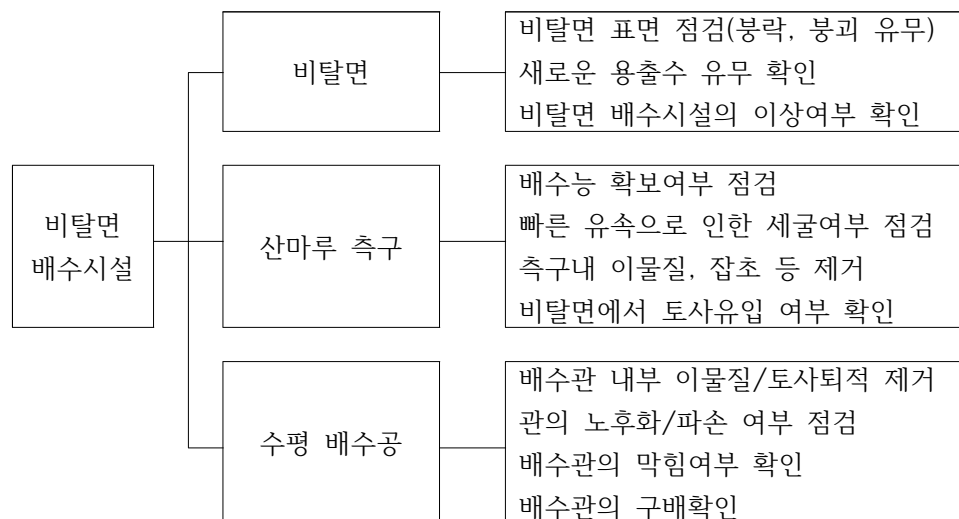 비탈면
배수시설
비탈면
비탈면 표면 점검(붕락, 붕괴 유무)
새로운 용출수 유무 확인
비탈면 배수시설의 이상여부 확인
산마루 측구
배수능 확보여부 점검
빠른 유속으로 인한 세굴여부 점검
측구내 이물질, 잡초 등 제거
비탈면에서 토사유입 여부 확인
수평 배수공
배수관 내부 이물질/토사퇴적 제거
관의 노후화/파손 여부 점검
배수관의 막힘여부 확인
배수관의 구배확인